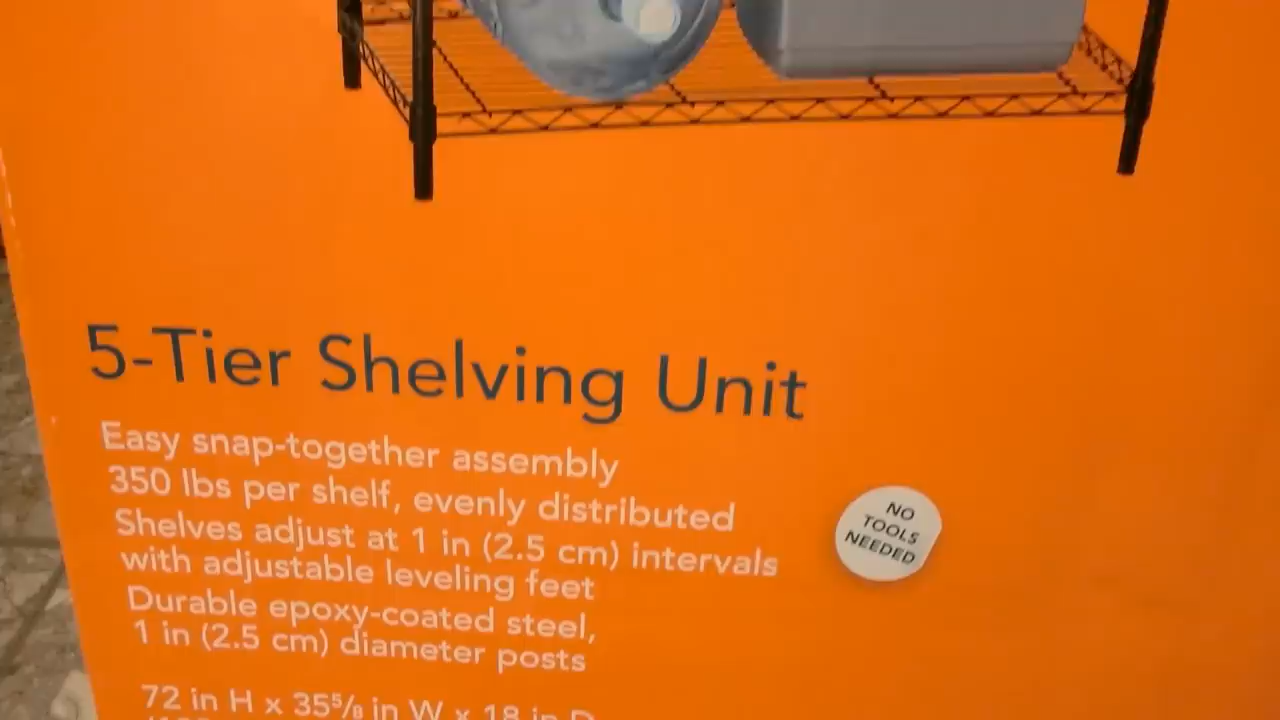 5-Tier Shelving Unit
Easy snap-together assembly
350 lbs per shelf, evenly distributed
Shelves adjust at 1 in (2.5 cm) intervals
with adjustable leveling feet
Durable epoxy-coated steel,
1 in (2.5 cm) diameter posts
72 in H x 35⅝ in W x 18 in D
NO
TOOLS
NEEDED